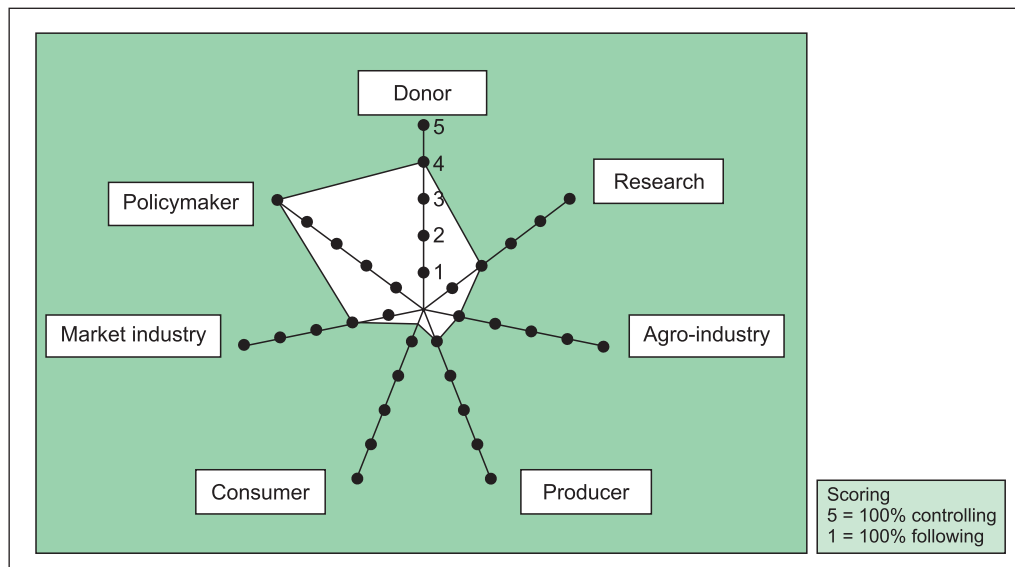 Donor
5
4
3
2
1
Research
Policymaker
Market industry
Agro-industry
Consumer
Producer
Scoring
5 = 100% controlling
1 = 100% following